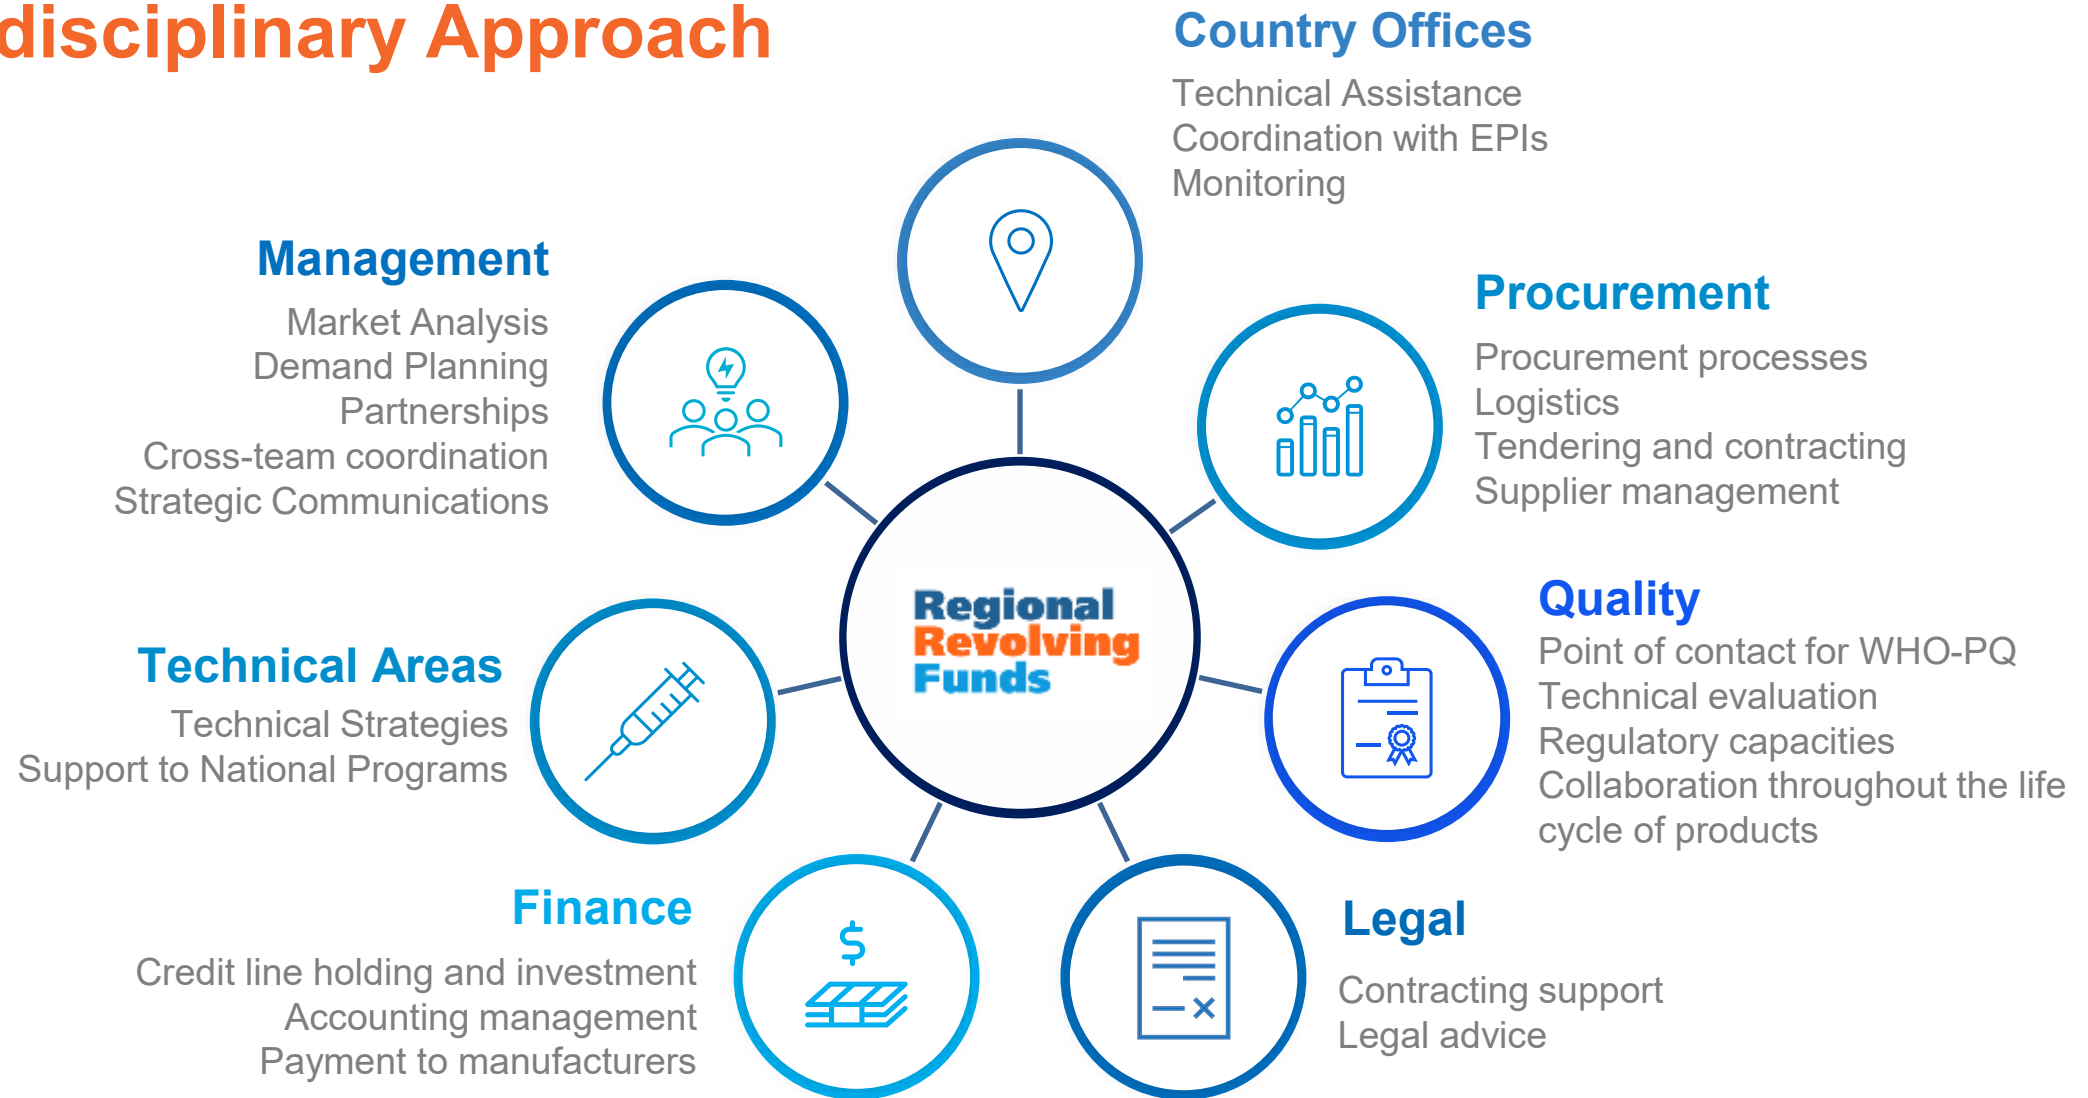 disciplinary Approach
Country Offices
Technical Assistance
Coordination with EPIs
Monitoring
Management
Market Analysis
Demand Planning
Partnerships
Cross-team coordination
Strategic Communications
Procurement
Procurement processes
Logistics
Tendering and contracting
Supplier management
Regional
Revolving
Funds
Quality
Point of contact for WHO-PQ
Technical evaluation
Regulatory capacities
Collaboration throughout the life
cycle of products
Technical Areas
Technical Strategies
Support to National Programs
Finance
$
Credit line holding and investment
Accounting management
Payment to manufacturers
Legal
Contracting support
Legal advice